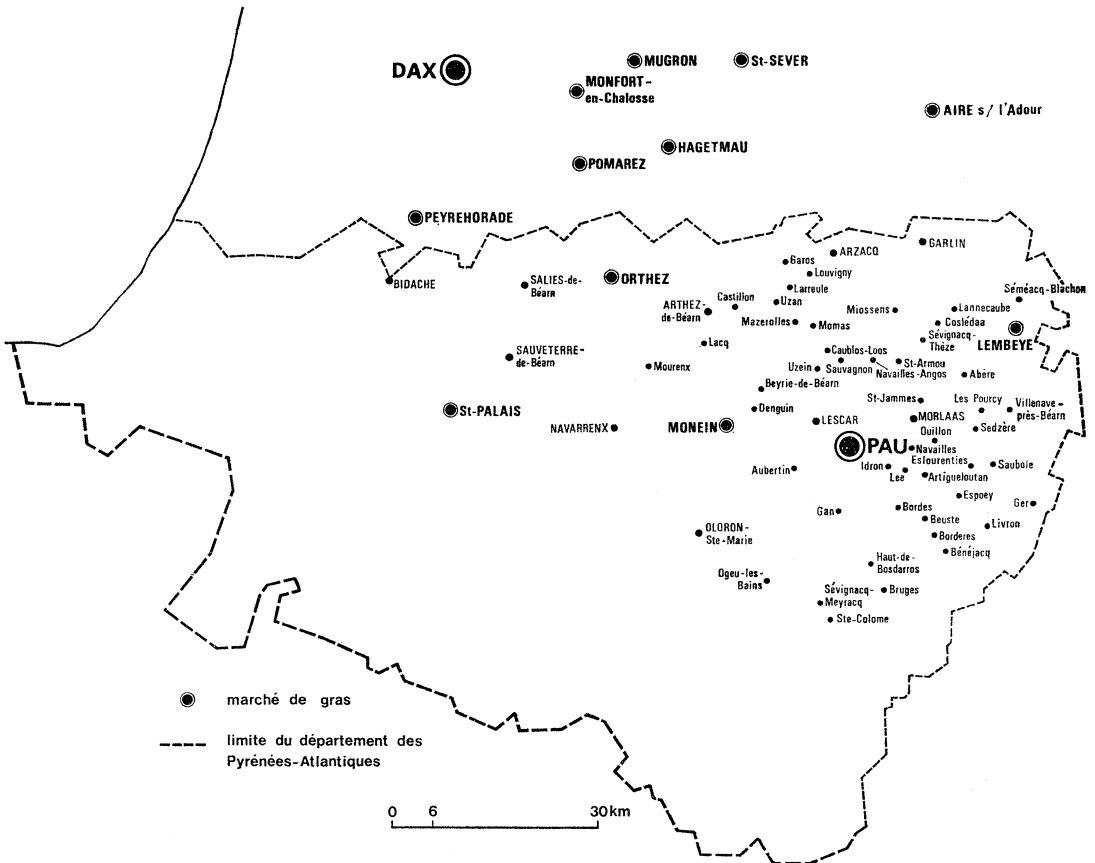 DAX
MUGRON
St-SEVER
MONFORT-
en-Chalosse
AIRE s/ l'Adour
HAGETMAU
POMAREZ
PEYREHORADE
GARLIN
ARZACQ
Garos
Louvigny
BIDACHE
SALIES-de-
Béarn
ORTHEZ
Larreule
Séméacq-Blachon
Castillon
Uzan
ARTHEZ-
de-Béarn
Miossens
Lannecaube
Mazerolles
Momas
Coslédaa
Sévignacq-
Thèze
LEMBEYE
Lacq
SAUVETERRE-
de-Béarn
Caublos-Loos
Mourenx
Uzein
Sauvagnon
St-Armou
Navailles-Angos
Abère
Beyrie-de-Béarn
St-Jammes
Les Pourcy
Villenave-
près-Béarn
St-PALAIS
Denguin
NAVARRENX
MONEIN
LESCAR
MORLAAS
Ouillon
Sedzère
PAU
Navailles
Aubertin
Idron
Lee
Eslourenties
Artigueloutan
Sauboie
Espoey
Gan
Bordes
Ger
Beuste
Livron
OLORON-
Ste-Marie
Borderes
Bénéjacq
Haut-de-
Bosdarros
Ogeu-les-
Bains
Sévignacq-
Meyracq
Bruges
Ste-Colome
marché de gras
limite du département des
Pyrénées-Atlantiques
0 6 30km